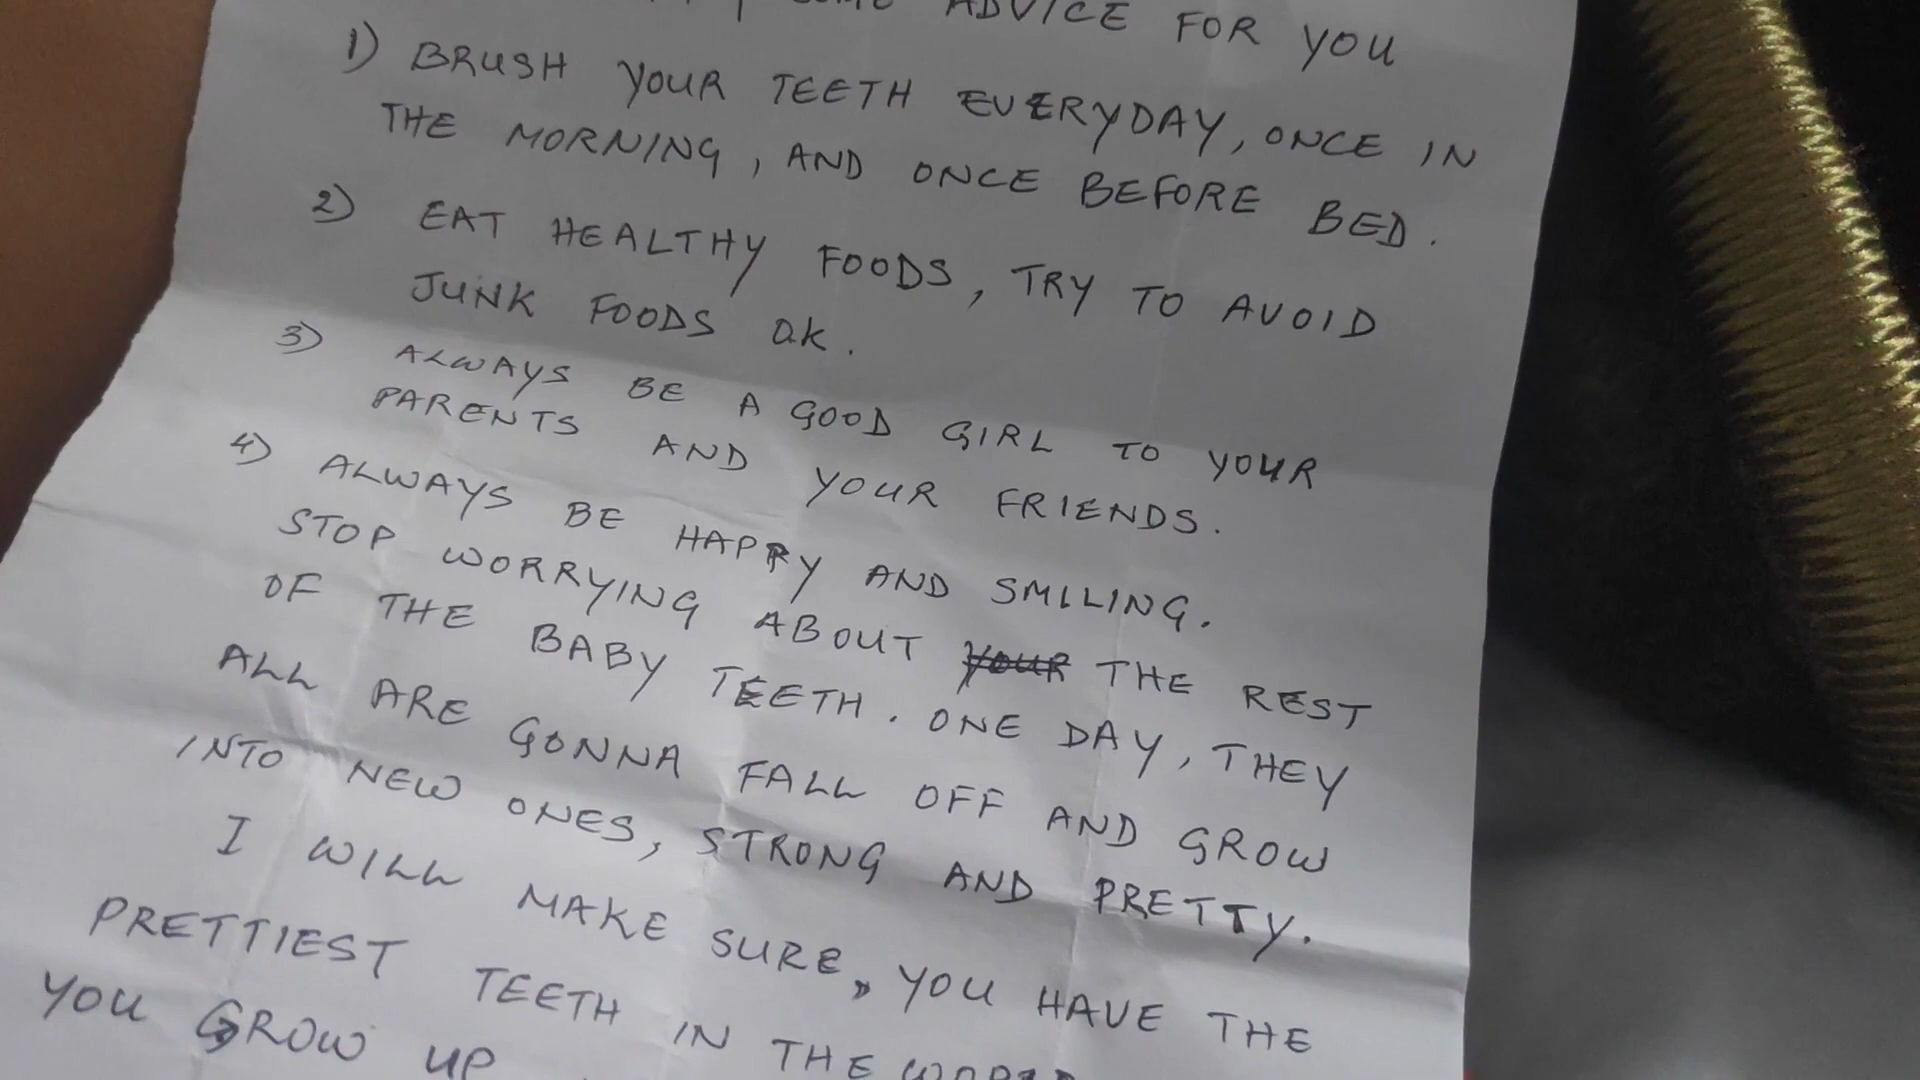 ADVICE FOR YOU
1) BRUSH YOUR TEETH EVERYDAY, ONCE IN
THE MORNING, AND ONCE BEFORE BED.
2) EAT HEALTHY FOODS, TRY TO AVOID
JUNK FOODS OK.
3) ALWAYS BE A GOOD GIRL TO YOUR
PARENTS AND YOUR FRIENDS.
4) ALWAYS BE HAPPY AND SMILING.
STOP WORRYING ABOUT YOUR THE REST
OF THE BABY TEETH. ONE DAY, THEY
ALL ARE GONNA FALL OFF AND GROW
INTO NEW ONES, STRONG AND PRETTY.
I WILL MAKE SURE, YOU HAVE THE
PRETTIEST TEETH IN THE WORLD
YOU GROW UP